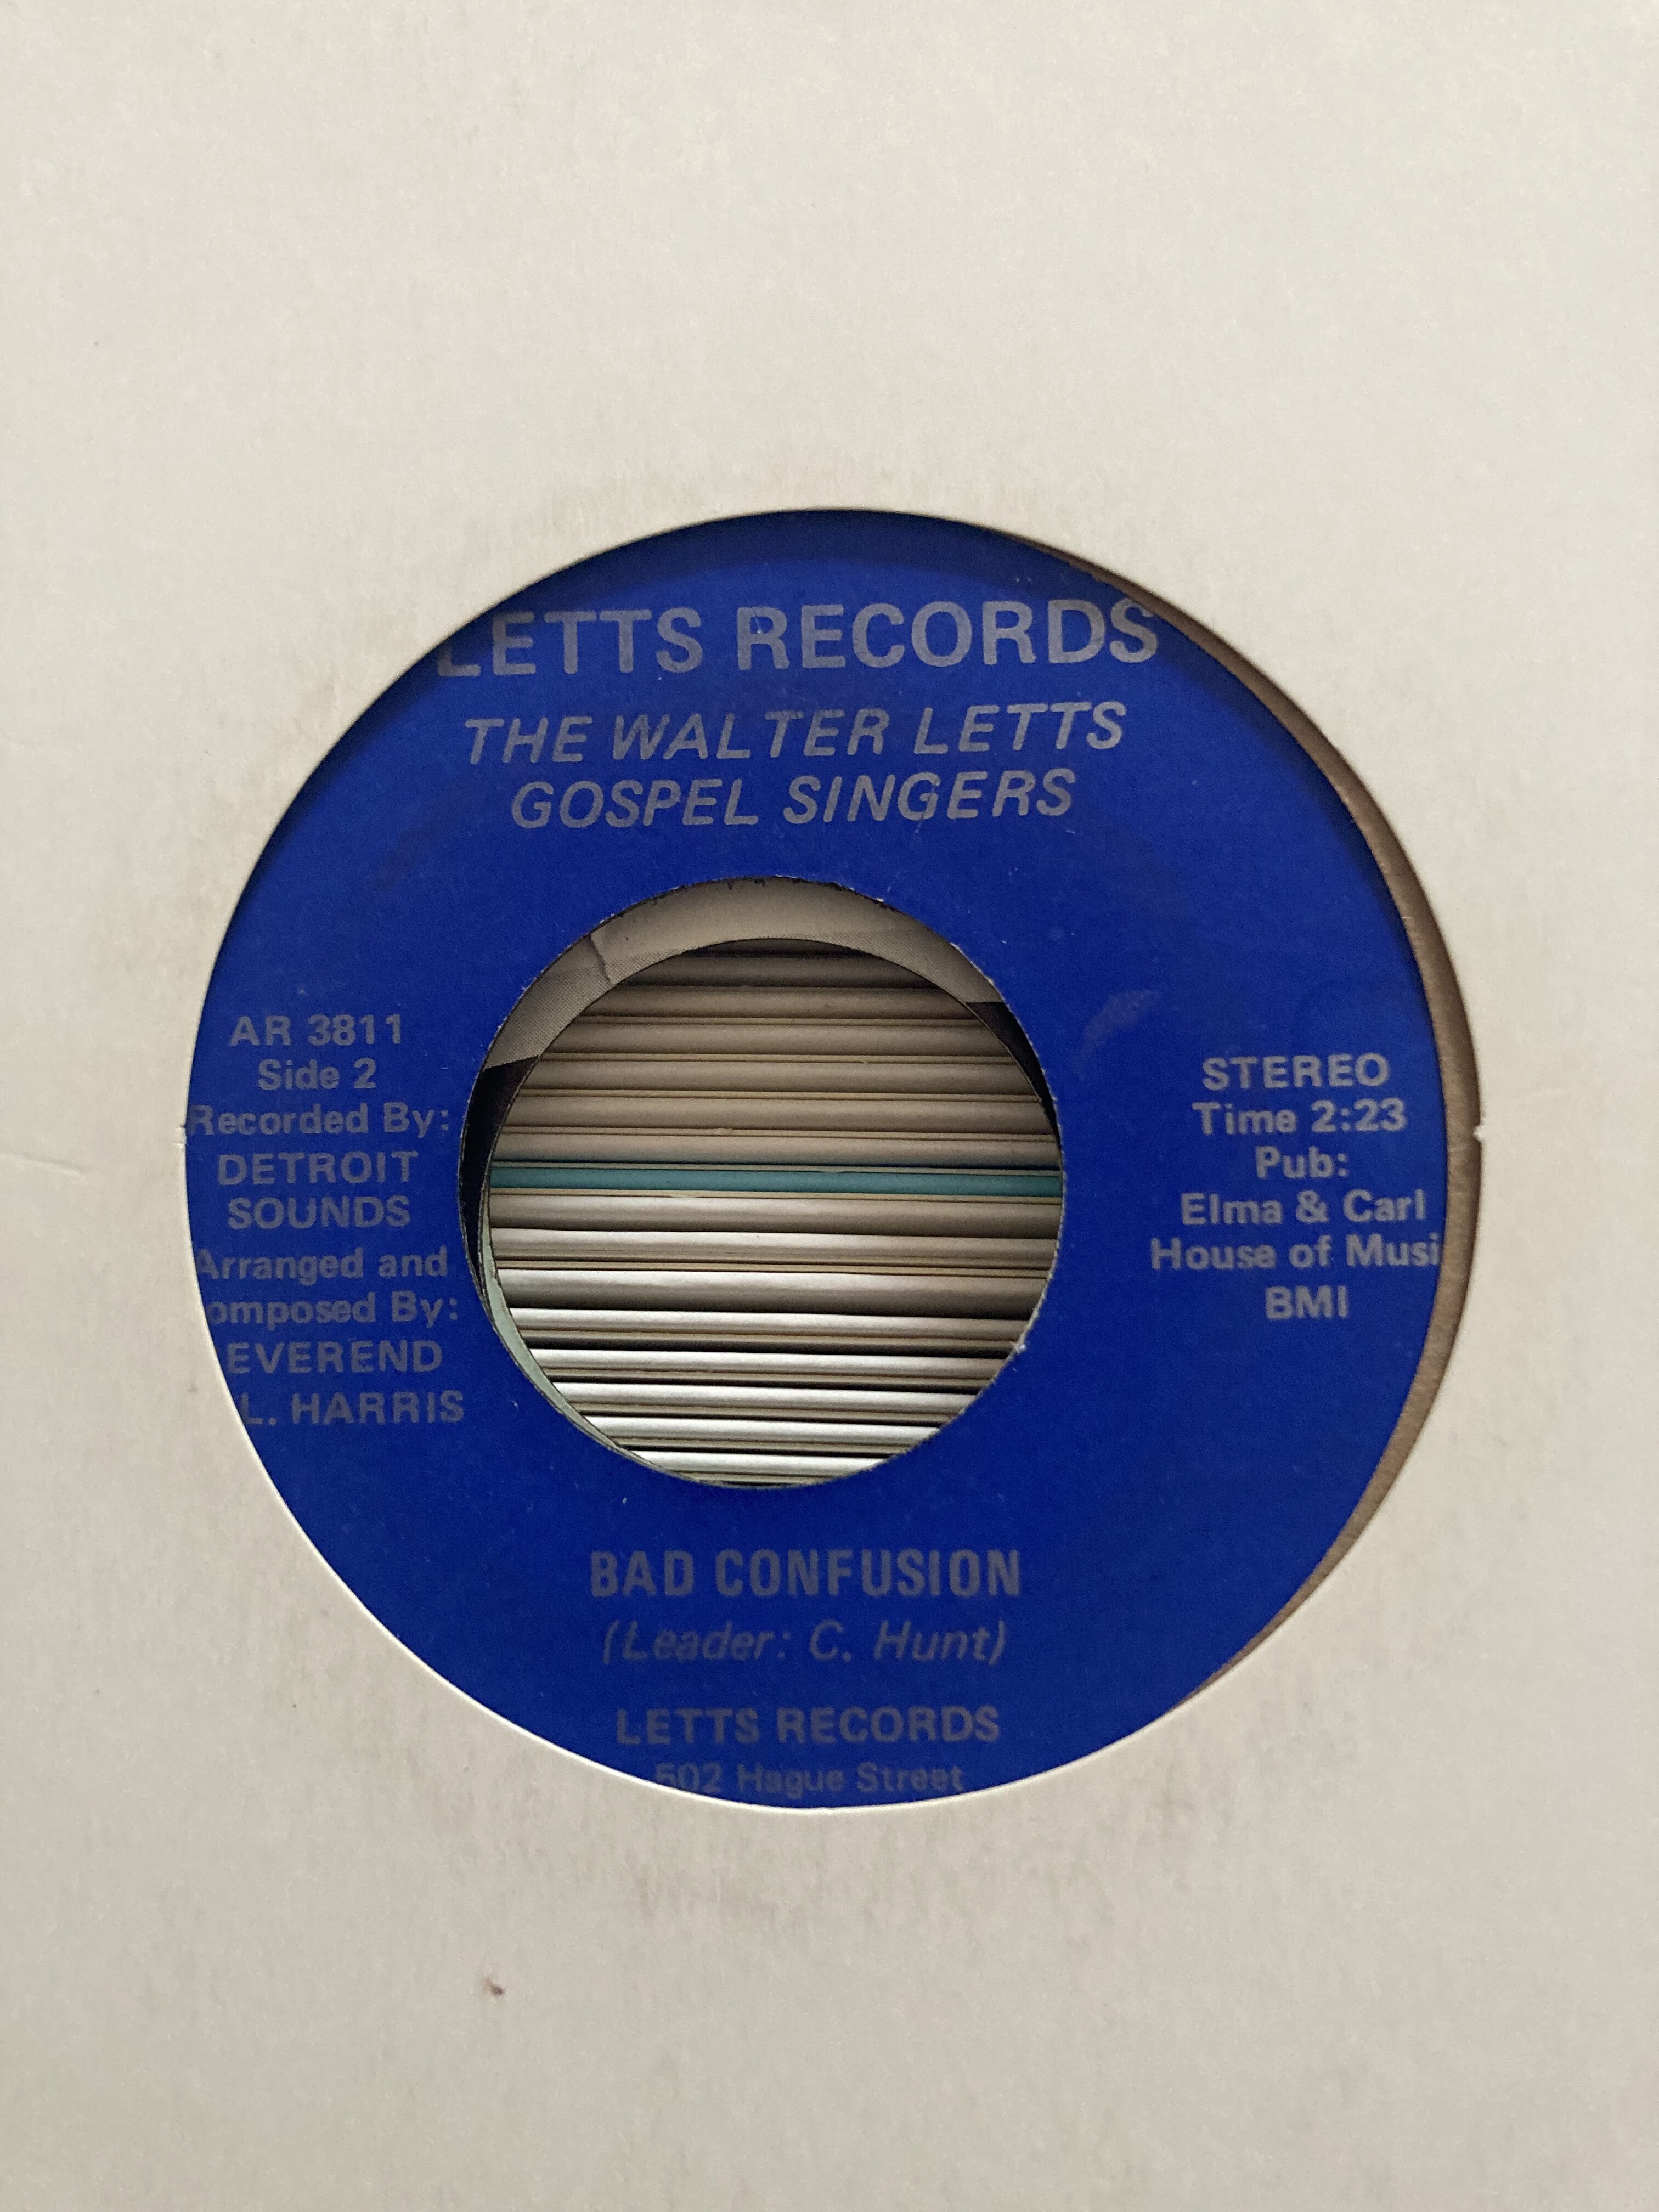 LETTS RECORDS
THE WALTER LETTS
GOSPEL SINGERS
AR 3811
Side 2
Recorded By:
DETROIT
SOUNDS
Arranged and
omposed By:
EVEREND
L. HARRIS
STEREO
Time 2:23
Pub:
Elma & Carl
House of Musi
BMI
BAD CONFUSION
(Leader: C. Hunt)
LETTS RECORDS
502 Hague Street